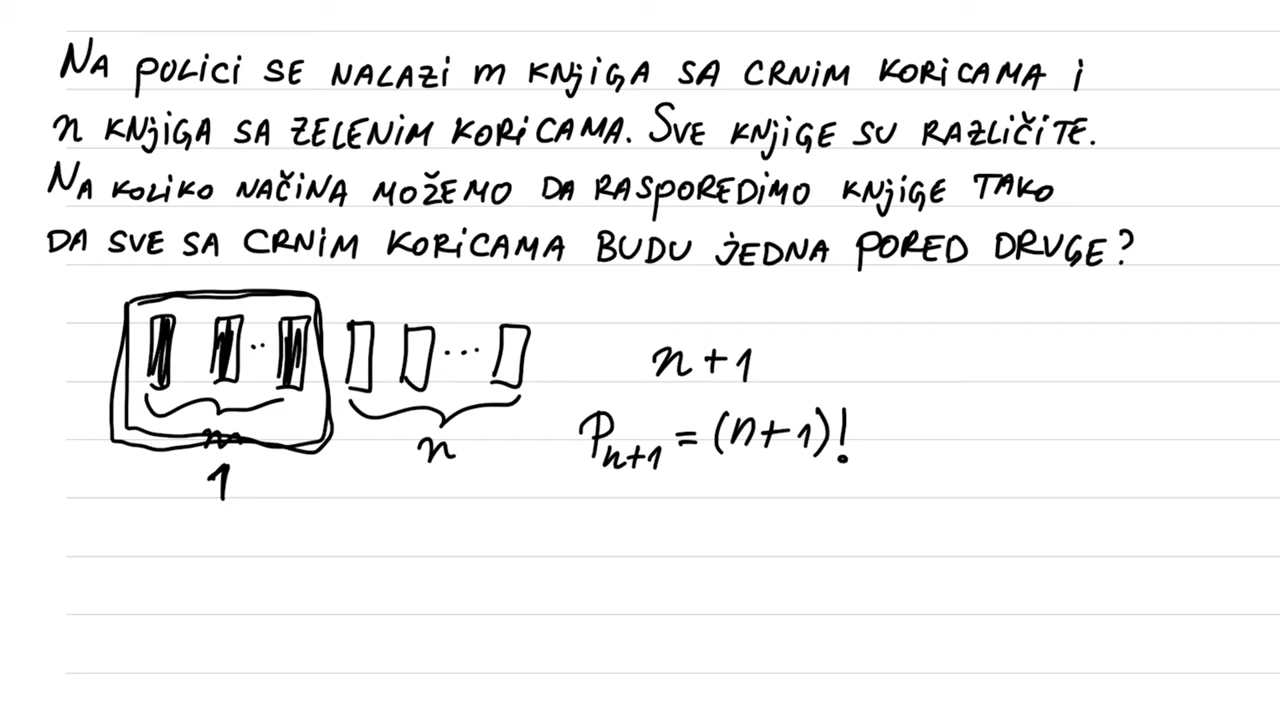 Na polici se nalazi m knjiga sa crnim koricama i
n knjiga sa zelenim koricama. Sve knjige su različite.
Na koliko načina možemo da rasporedimo knjige tako
da sve sa crnim koricama budu jedna pored druge?
.. ...
n+1
m
n
1
P_{n+1} = (n+1)!